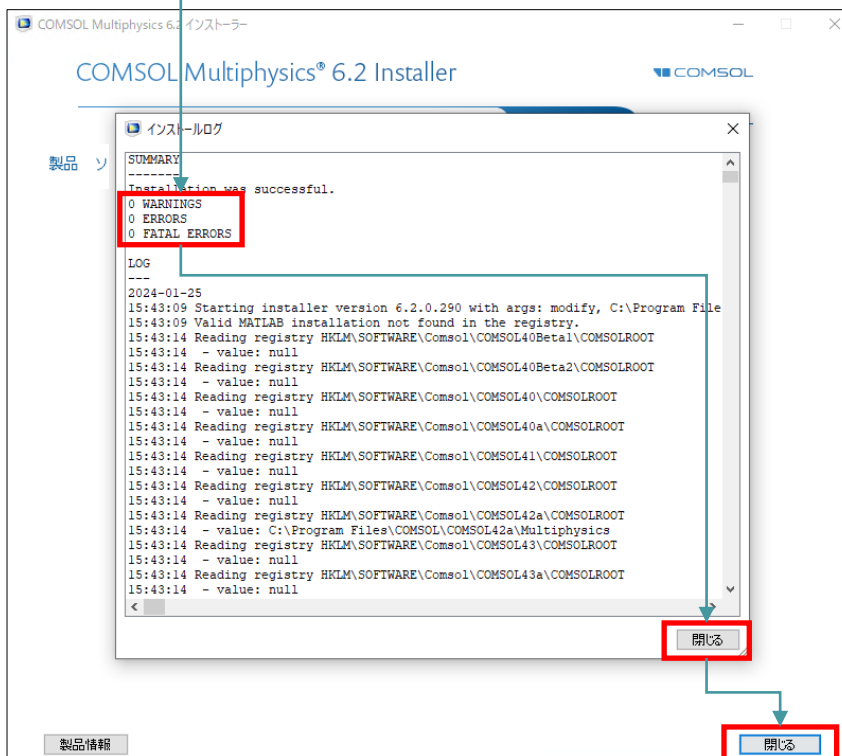 COMSOL Multiphysics 6.2 インストーラー
COMSOL Multiphysics® 6.2 Installer
COMSOL
インストールログ
製品 ソ
SUMMARY
-------
Installation was successful.
0 WARNINGS
0 ERRORS
0 FATAL ERRORS
LOG
---
2024-01-25
15:43:09 Starting installer version 6.2.0.290 with args: modify, C:\Program File
15:43:09 Valid MATLAB installation not found in the registry.
15:43:14 Reading registry HKLM\SOFTWARE\Comsol\COMSOL40Beta1\COMSOLROOT
15:43:14  - value: null
15:43:14 Reading registry HKLM\SOFTWARE\Comsol\COMSOL40Beta2\COMSOLROOT
15:43:14  - value: null
15:43:14 Reading registry HKLM\SOFTWARE\Comsol\COMSOL40\COMSOLROOT
15:43:14  - value: null
15:43:14 Reading registry HKLM\SOFTWARE\Comsol\COMSOL40a\COMSOLROOT
15:43:14  - value: null
15:43:14 Reading registry HKLM\SOFTWARE\Comsol\COMSOL41\COMSOLROOT
15:43:14  - value: null
15:43:14 Reading registry HKLM\SOFTWARE\Comsol\COMSOL42\COMSOLROOT
15:43:14  - value: null
15:43:14 Reading registry HKLM\SOFTWARE\Comsol\COMSOL42a\COMSOLROOT
15:43:14  - value: C:\Program Files\COMSOL\COMSOL42a\Multiphysics
15:43:14 Reading registry HKLM\SOFTWARE\Comsol\COMSOL43\COMSOLROOT
15:43:14  - value: null
15:43:14 Reading registry HKLM\SOFTWARE\Comsol\COMSOL43a\COMSOLROOT
15:43:14  - value: null
閉じる
製品情報
閉じる